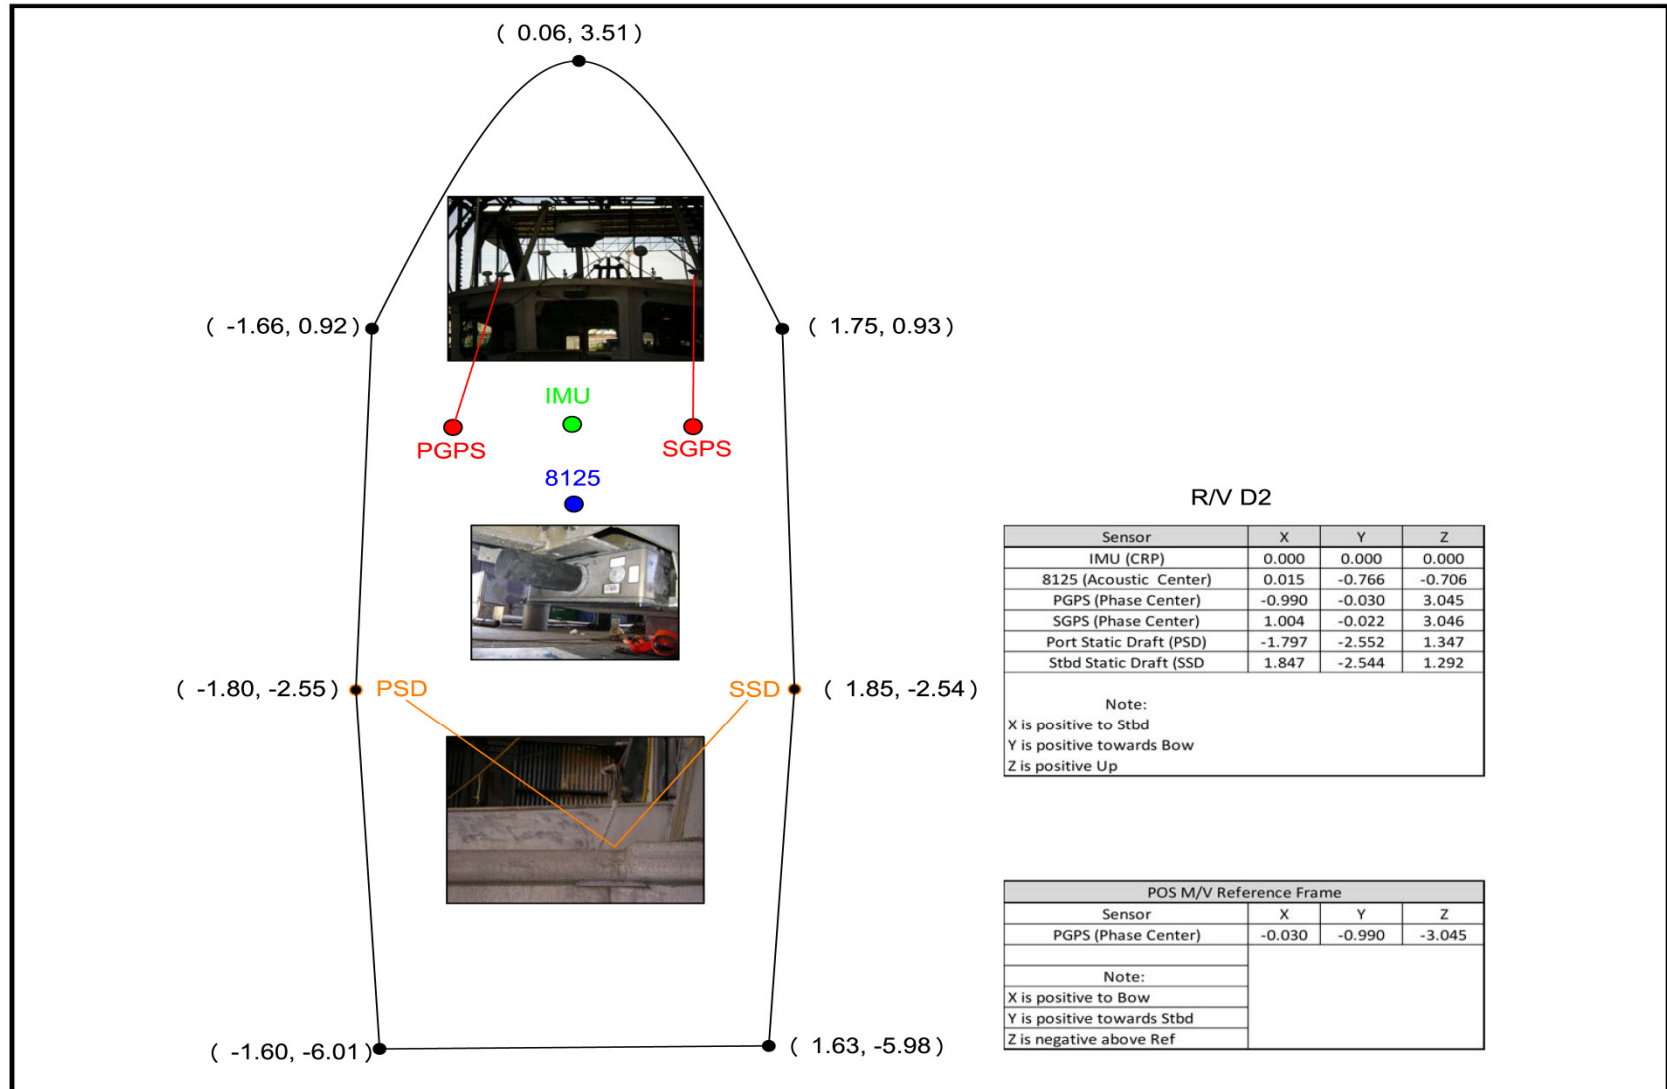 ( 0.06, 3.51 )
( -1.66, 0.92 )
( 1.75, 0.93 )
IMU
PGPS
SGPS
8125
( -1.80, -2.55 )
PSD
SSD
( 1.85, -2.54 )
( -1.60, -6.01 )
( 1.63, -5.98 )
R/V D2
Sensor X Y Z
IMU (CRP) 0.000 0.000 0.000
8125 (Acoustic Center) 0.015 -0.766 -0.706
PGPS (Phase Center) -0.990 -0.030 3.045
SGPS (Phase Center) 1.004 -0.022 3.046
Port Static Draft (PSD) -1.797 -2.552 1.347
Stbd Static Draft (SSD 1.847 -2.544 1.292
Note:
X is positive to Stbd
Y is positive towards Bow
Z is positive Up
POS M/V Reference Frame
Sensor X Y Z
PGPS (Phase Center) -0.030 -0.990 -3.045
Note:
X is positive to Bow
Y is positive towards Stbd
Z is negative above Ref